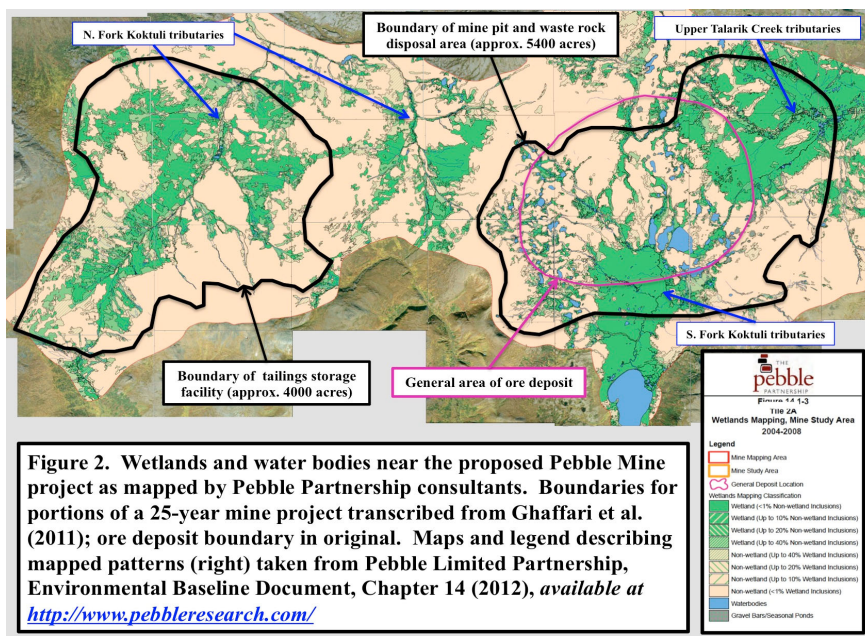 N. Fork Koktuli tributaries
Boundary of mine pit and waste rock
disposal area (approx. 5400 acres)
Upper Talarik Creek tributaries
S. Fork Koktuli tributaries
Boundary of tailings storage
facility (approx. 4000 acres)
General area of ore deposit
THE
pebble
PARTNERSHIP
Figure 14.1-3
Tile 2A
Wetlands Mapping, Mine Study Area
2004-2008
Legend
Mine Mapping Area
Mine Study Area
General Deposit Location
Wetlands Mapping Classification
Wetland (<1% Non-wetland Inclusions)
Wetland (Up to 10% Non-wetland Inclusions)
Wetland (Up to 20% Non-wetland Inclusions)
Wetland (Up to 40% Non-wetland Inclusions)
Non-wetland (Up to 40% Wetland Inclusions)
Non-wetland (Up to 20% Wetland Inclusions)
Non-wetland (Up to 10% Wetland Inclusions)
Non-wetland (<1% Wetland Inclusions)
Waterbodies
Gravel Bars/Seasonal Ponds
Figure 2. Wetlands and water bodies near the proposed Pebble Mine
project as mapped by Pebble Partnership consultants. Boundaries for
portions of a 25-year mine project transcribed from Ghaffari et al.
(2011); ore deposit boundary in original. Maps and legend describing
mapped patterns (right) taken from Pebble Limited Partnership,
Environmental Baseline Document, Chapter 14 (2012), available at
http://www.pebbleresearch.com/